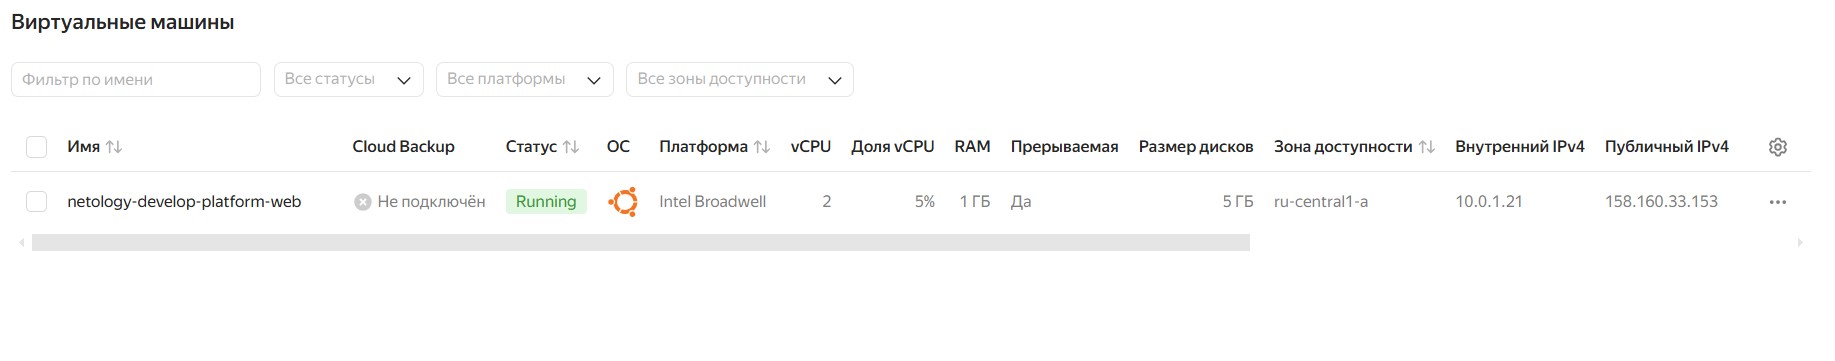 Виртуальные машины
Фильтр по имени Все статусы Все платформы Все зоны доступности
Имя Cloud Backup Статус ОС Платформа vCPU Доля vCPU RAM Прерываемая Размер дисков Зона доступности Внутренний IPv4 Публичный IPv4
netology-develop-platform-web Не подключён Running Intel Broadwell 2 5% 1 ГБ Да 5 ГБ ru-central1-a 10.0.1.21 158.160.33.153